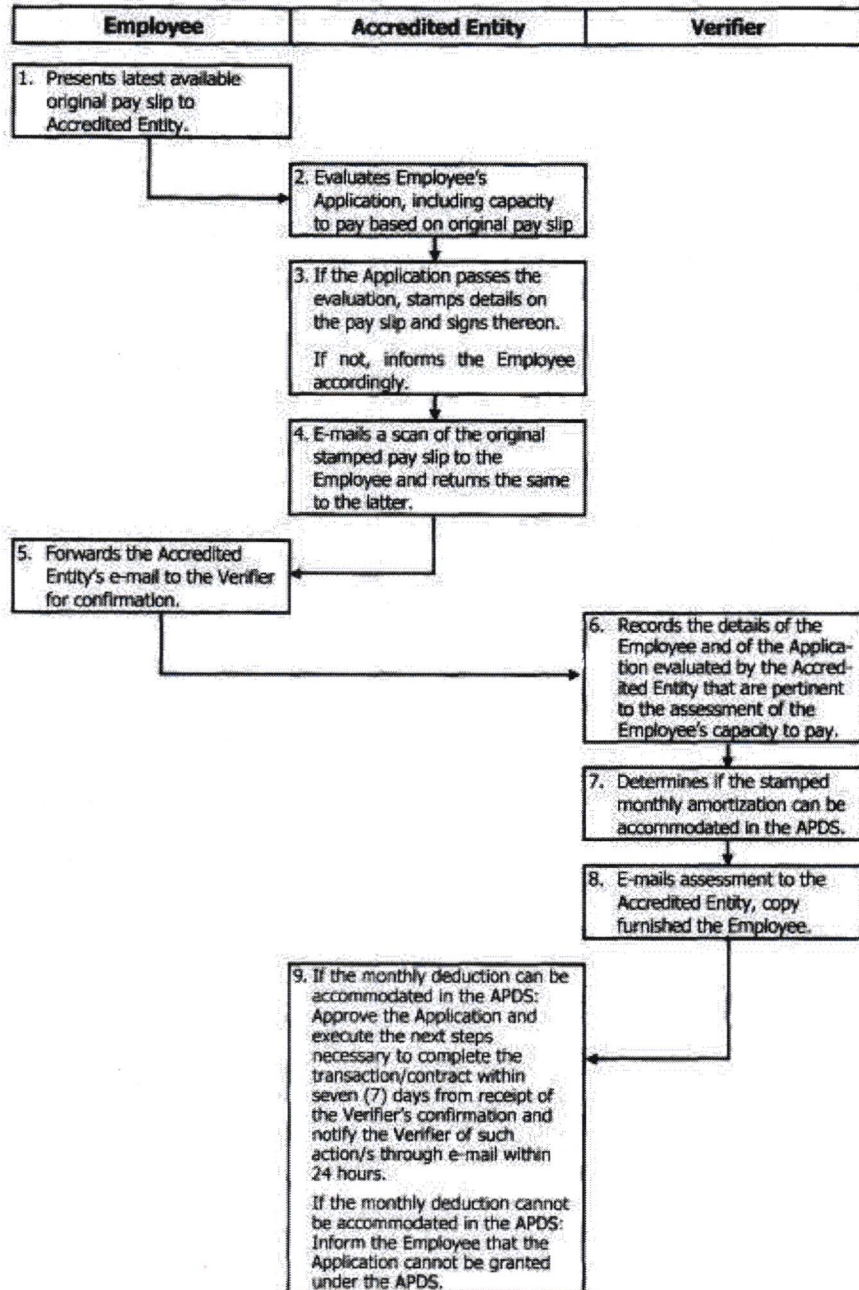 Employee
Accredited Entity
Verifier
1. Presents latest available
original pay slip to
Accredited Entity.
2. Evaluates Employee's
Application, including capacity
to pay based on original pay slip
3. If the Application passes the
evaluation, stamps details on
the pay slip and signs thereon.
If not, informs the Employee
accordingly.
4. E-mails a scan of the original
stamped pay slip to the
Employee and returns the same
to the latter.
5. Forwards the Accredited
Entity's e-mail to the Verifier
for confirmation.
6. Records the details of the
Employee and of the Applica-
tion evaluated by the Accred-
ited Entity that are pertinent
to the assessment of the
Employee's capacity to pay.
7. Determines if the stamped
monthly amortization can be
accommodated in the APDS.
8. E-mails assessment to the
Accredited Entity, copy
furnished the Employee.
9. If the monthly deduction can be
accommodated in the APDS:
Approve the Application and
execute the next steps
necessary to complete the
transaction/contract within
seven (7) days from receipt of
the Verifier's confirmation and
notify the Verifier of such
action/s through e-mail within
24 hours.
If the monthly deduction cannot
be accommodated in the APDS:
Inform the Employee that the
Application cannot be granted
under the APDS.